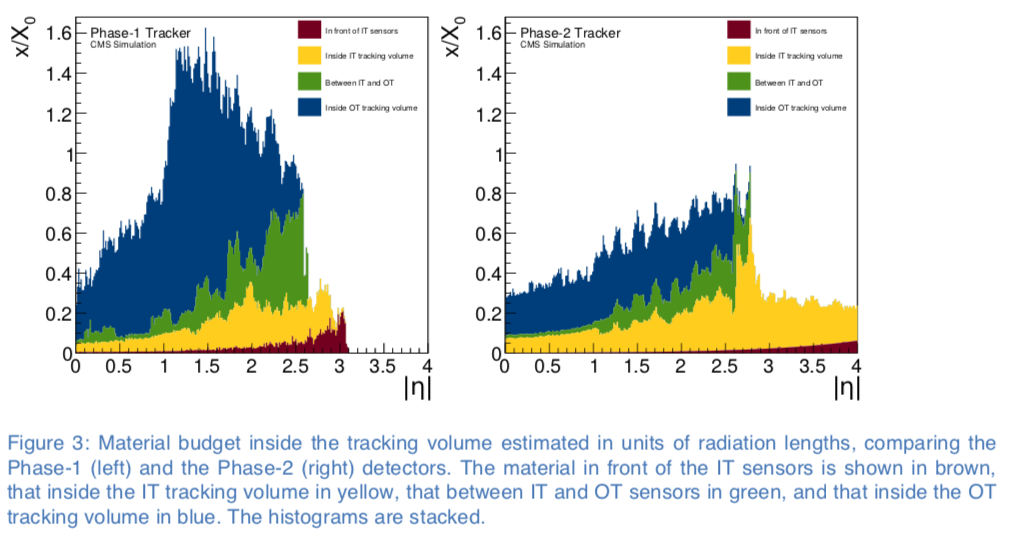 Phase-1 Tracker
CMS Simulation
In front of IT sensors
Inside IT tracking volume
Between IT and OT
Inside OT tracking volume
x/X0
1.6
1.4
1.2
1
0.8
0.6
0.4
0.2
0
0 0.5 1 1.5 2 2.5 3 3.5 4
|η|
Phase-2 Tracker
CMS Simulation
In front of IT sensors
Inside IT tracking volume
Between IT and OT
Inside OT tracking volume
x/X0
1.6
1.4
1.2
1
0.8
0.6
0.4
0.2
0
0 0.5 1 1.5 2 2.5 3 3.5 4
|η|
Figure 3: Material budget inside the tracking volume estimated in units of radiation lengths, comparing the
Phase-1 (left) and the Phase-2 (right) detectors. The material in front of the IT sensors is shown in brown,
that inside the IT tracking volume in yellow, that between IT and OT sensors in green, and that inside the OT
tracking volume in blue. The histograms are stacked.